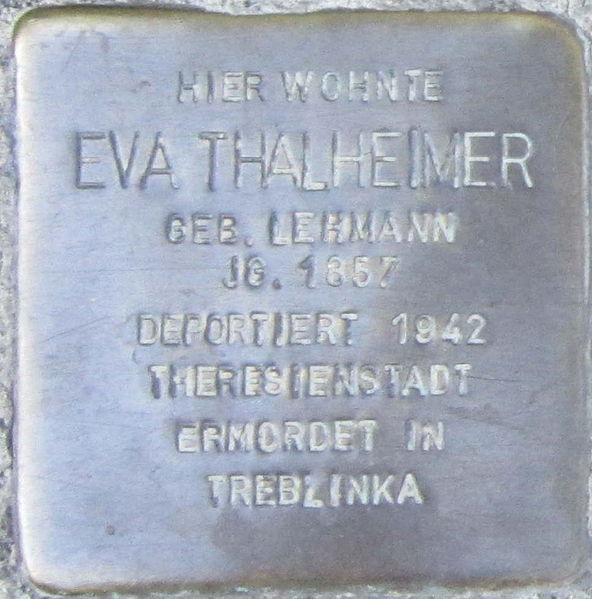 HIER WOHNTE
EVA THALHEIMER
GEB. LEHMANN
JG. 1857
DEPORTIERT 1942
THERESIENSTADT
ERMORDET IN
TREBLINKA